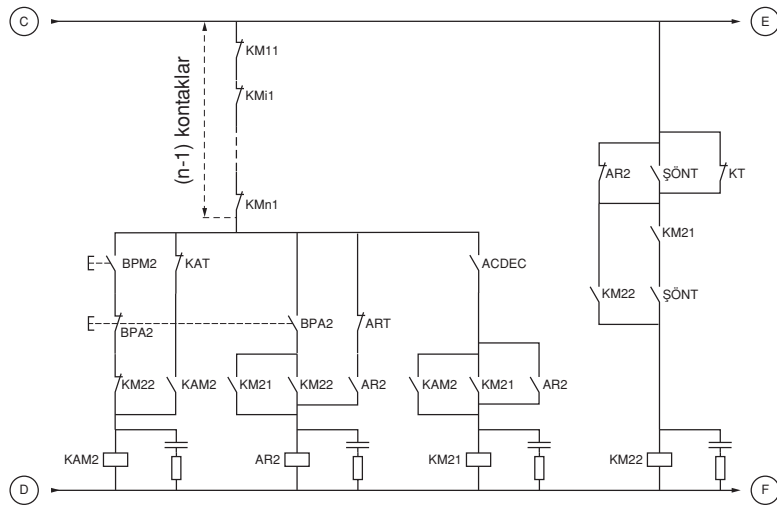 C
E
KM11
KMi1
(n-1) kontaklar
KMn1
AR2
ŞÖNT
KT
KM21
BPM2
KAT
ACDEC
KM22
ŞÖNT
BPA2
BPA2
ART
KM22
KAM2
KM21
KM22
AR2
KAM2
KM21
AR2
KAM2
AR2
KM21
KM22
D
F